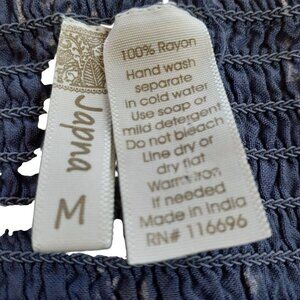 Japna
M
100% Rayon
Hand wash
separate
in cold water
Use soap or
mild detergent
Do not bleach
Line dry or
dry flat
Warm iron
If needed
Made in India
RN# 116696